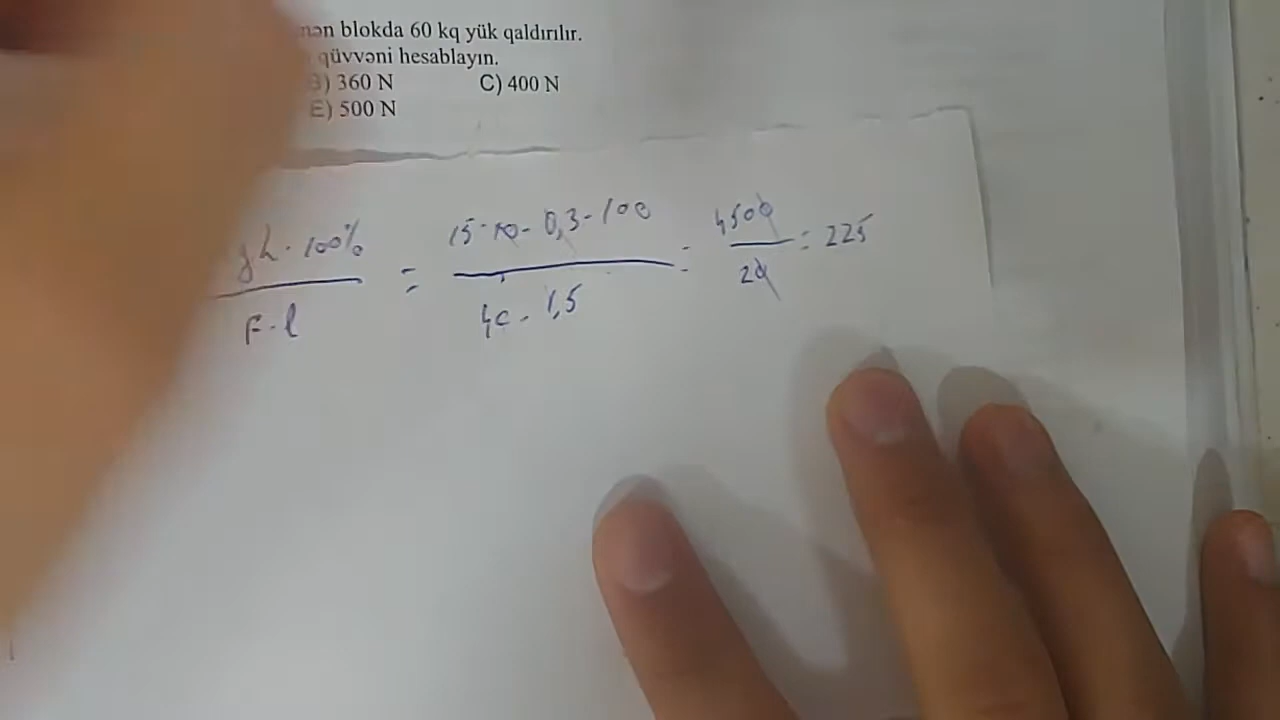 blokda 60 kq yük qaldırılır.
qüvvəni hesablayın.
B) 360 N C) 400 N
E) 500 N
gh · 100% / F · l = 15 · 10 · 0,3 · 100 / 40 · 1,5 = 4500 / 20 = 225